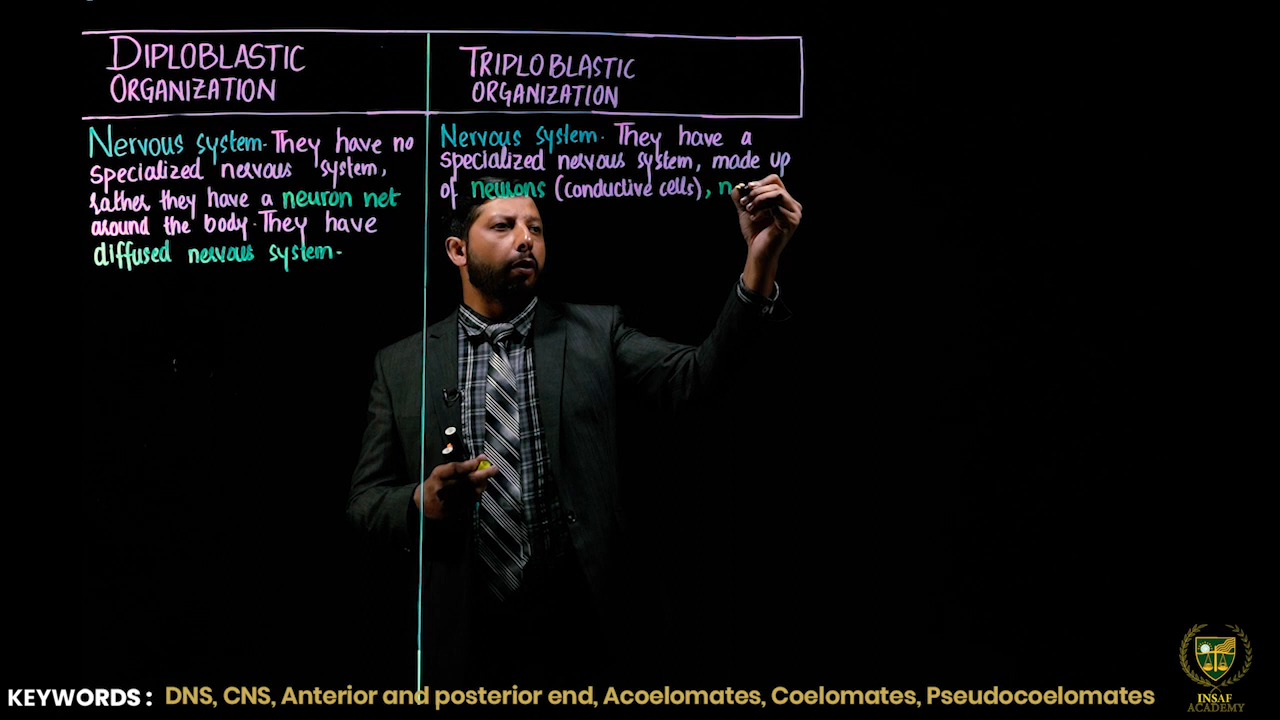 DIPLOBLASTIC
ORGANIZATION
Nervous system. They have no
specialized nervous system,
rather they have a neuron net
around the body. They have
diffused nervous system.
TRIPLOBLASTIC
ORGANIZATION
Nervous system. They have a
specialized nervous system, made up
of neurons (conductive cells), n
KEYWORDS: DNS, CNS, Anterior and posterior end, Acoelomates, Coelomates, Pseudocoelomates
INSAF
ACADEMY